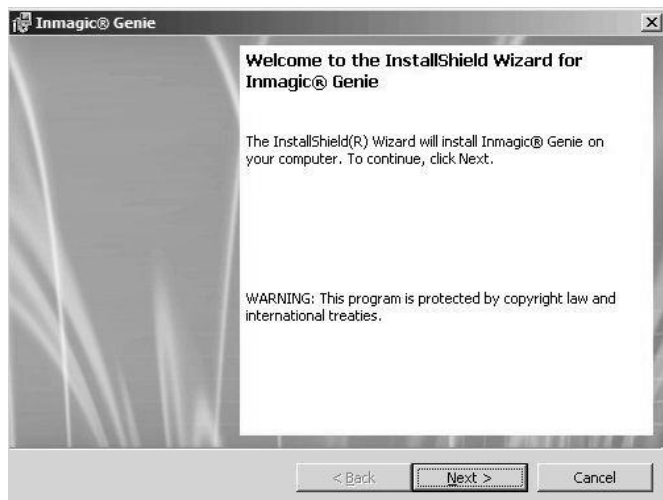 Inmagic® Genie
Welcome to the InstallShield Wizard for
Inmagic® Genie
The InstallShield(R) Wizard will install Inmagic® Genie on
your computer. To continue, click Next.
WARNING: This program is protected by copyright law and
international treaties.
< Back Next > Cancel